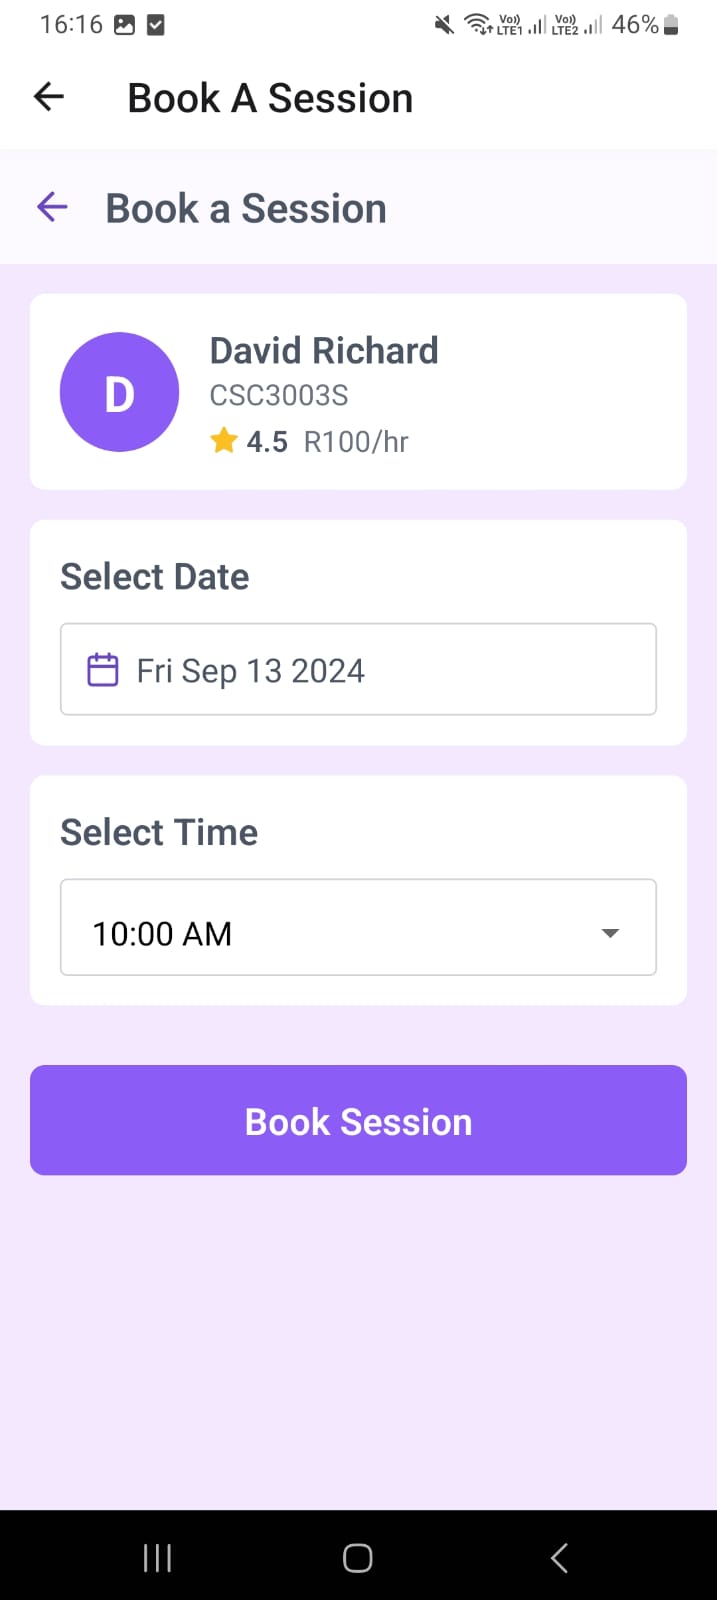 16:16 Vo)) LTE1 Vo)) LTE2 46%
Book A Session
Book a Session
D
David Richard
CSC3003S
4.5 R100/hr
Select Date
Fri Sep 13 2024
Select Time
10:00 AM
Book Session